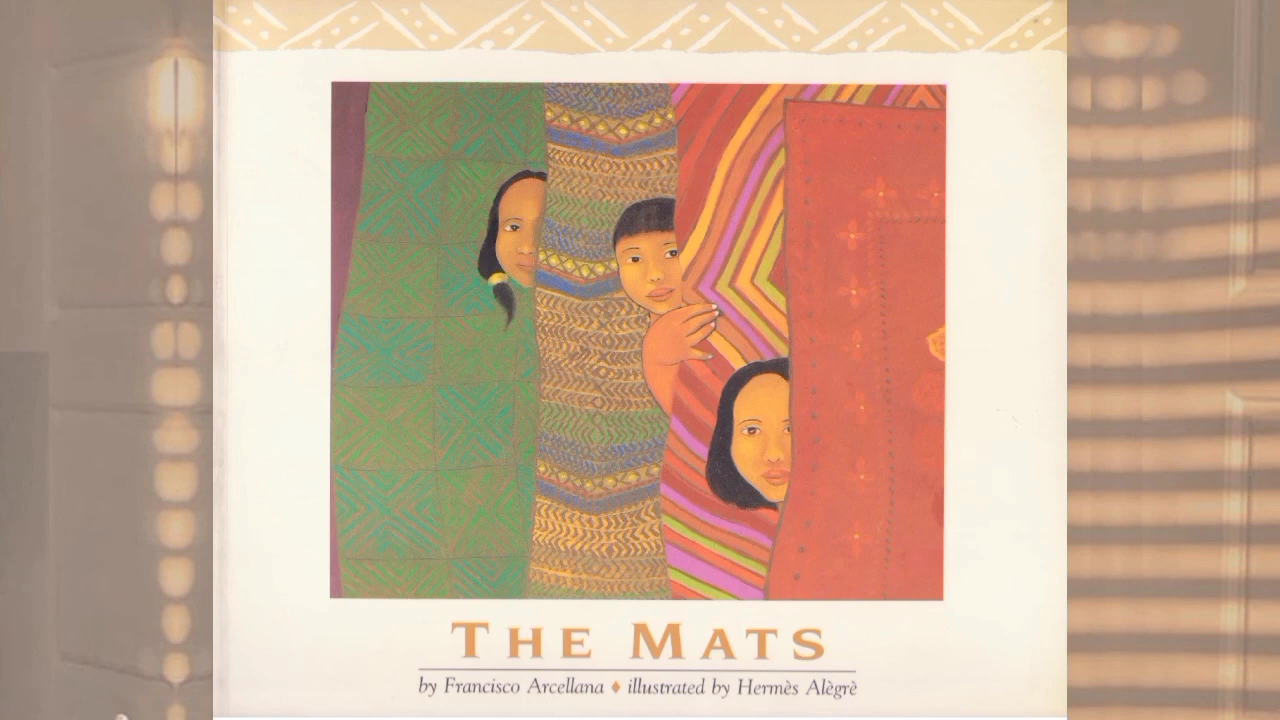 THE MATS
by Francisco Arcellana ♦ illustrated by Hermès Alègrè